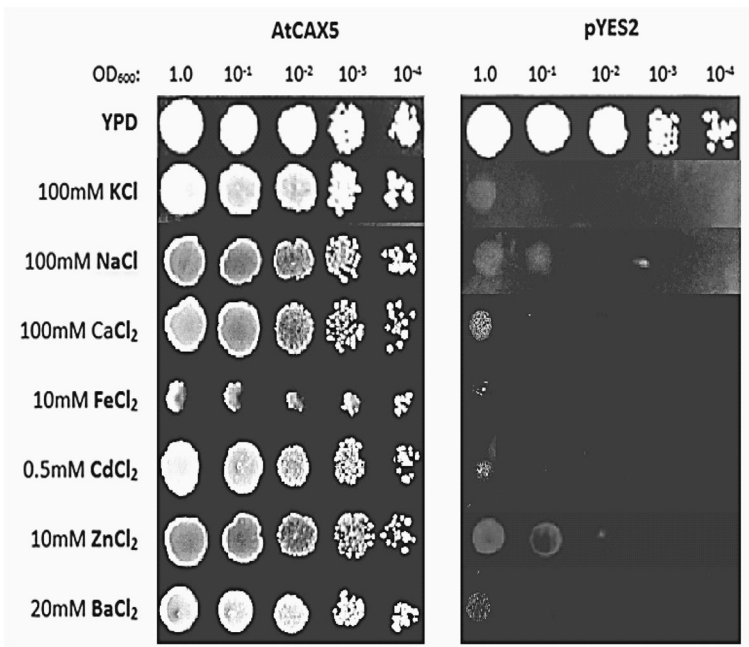 AtCAX5 pYES2
OD600: 1.0 10-1 10-2 10-3 10-4 1.0 10-1 10-2 10-3 10-4
YPD
100mM KCl
100mM NaCl
100mM CaCl2
10mM FeCl2
0.5mM CdCl2
10mM ZnCl2
20mM BaCl2